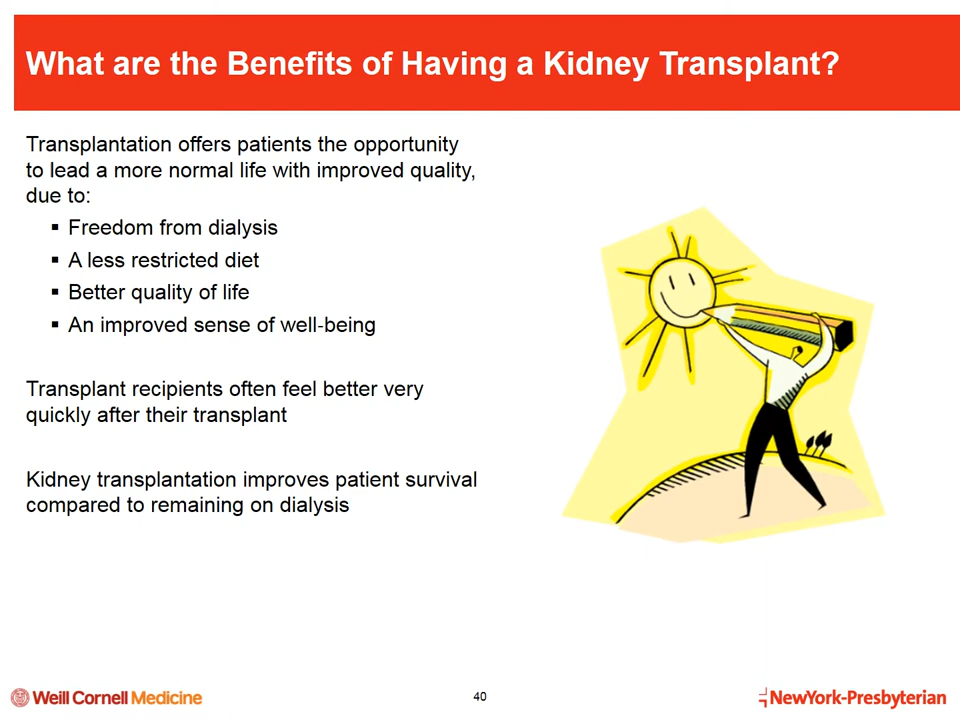 What are the Benefits of Having a Kidney Transplant?
Transplantation offers patients the opportunity
to lead a more normal life with improved quality,
due to:
▪ Freedom from dialysis
▪ A less restricted diet
▪ Better quality of life
▪ An improved sense of well-being
Transplant recipients often feel better very
quickly after their transplant
Kidney transplantation improves patient survival
compared to remaining on dialysis
Weill Cornell Medicine
40
NewYork-Presbyterian